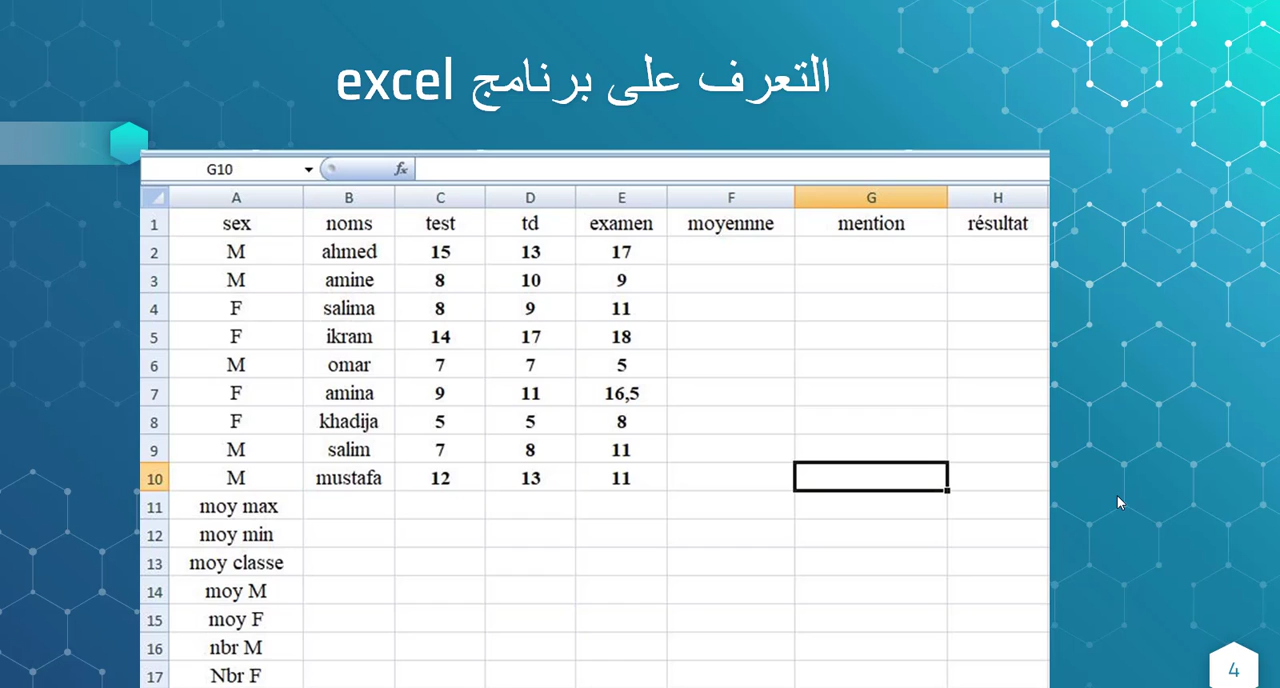 التعرف على برنامج excel
G10 fx
A B C D E F G H
1 sex noms test td examen moyennne mention résultat
2 M ahmed 15 13 17
3 M amine 8 10 9
4 F salima 8 9 11
5 F ikram 14 17 18
6 M omar 7 7 5
7 F amina 9 11 16,5
8 F khadija 5 5 8
9 M salim 7 8 11
10 M mustafa 12 13 11
11 moy max
12 moy min
13 moy classe
14 moy M
15 moy F
16 nbr M
17 Nbr F
4